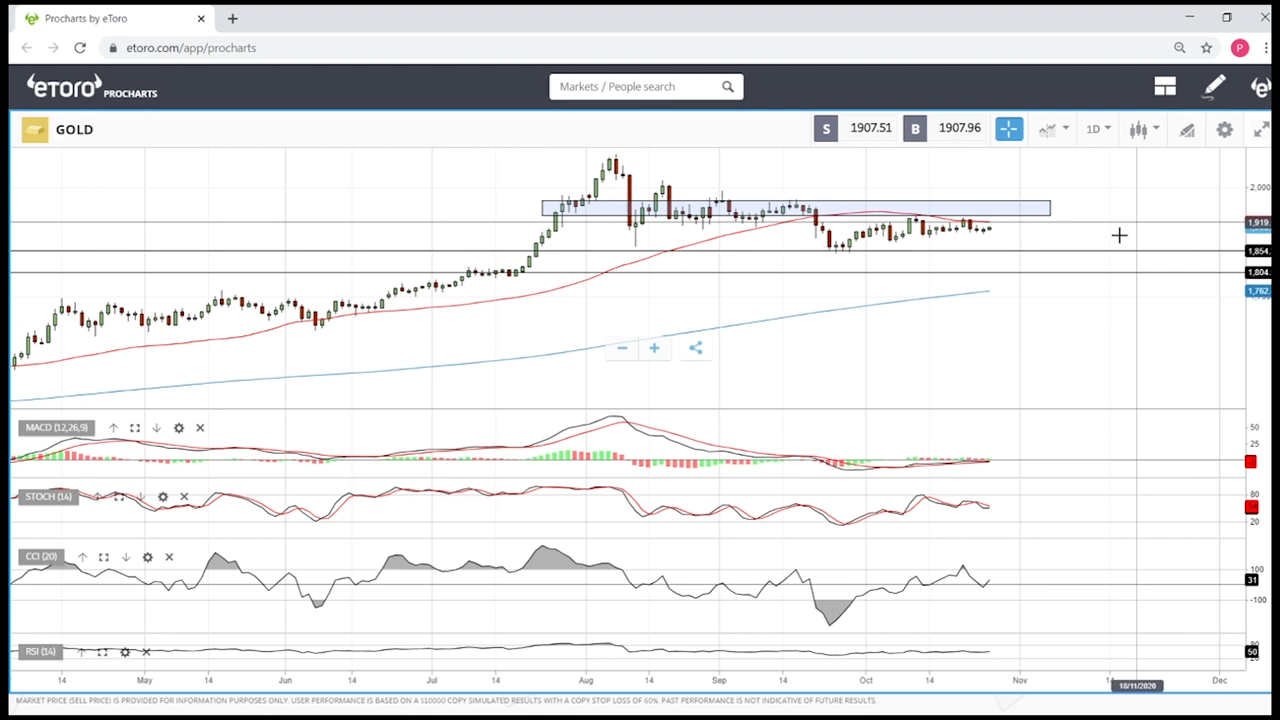 Procharts by eToro
etoro.com/app/procharts
P
eTORO PROCHARTS
Markets / People search
GOLD
S 1907.51 B 1907.96
1D
2,000
1,919
1,854
1,804
1,762
MACD (12,26,9)
50
25
STOCH (14)
80
20
CCI (20)
100
31
-100
RSI (14)
80
50
20
14 May 14 Jun 14 Jul 14 Aug 14 Sep 14 Oct 14 Nov Dec
18/11/2020
MARKET PRICE (SELL PRICE) IS PROVIDED FOR INFORMATION PURPOSES ONLY. USER PERFORMANCE IS BASED ON A $10000 COPY SIMULATED RESULTS WITH A COPY STOP LOSS OF 60%. PAST PERFORMANCE IS NOT INDICATIVE OF FUTURE RESULTS.